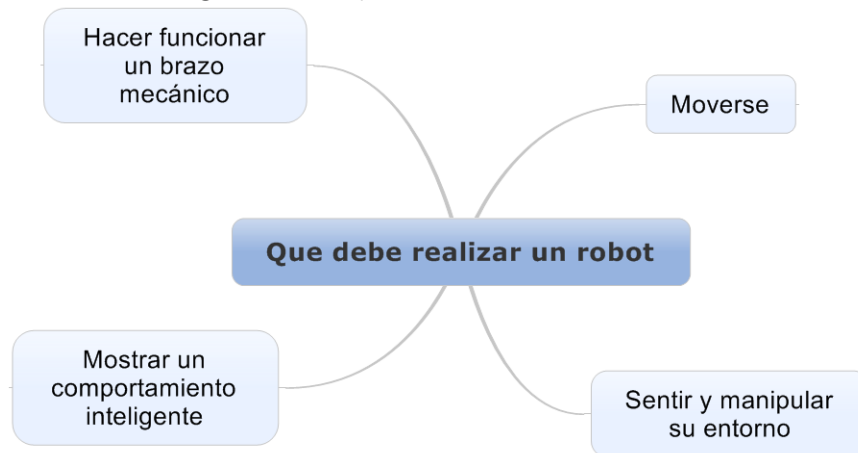 Hacer funcionar
un brazo
mecánico
Moverse
Que debe realizar un robot
Mostrar un
comportamiento
inteligente
Sentir y manipular
su entorno